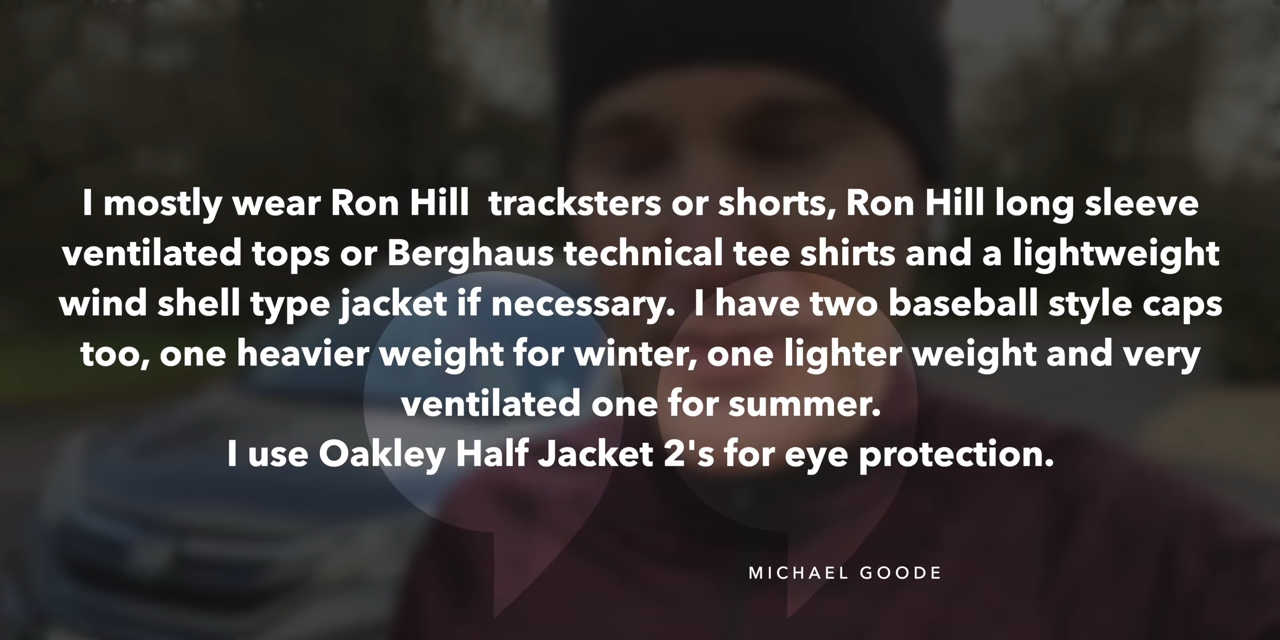 I mostly wear Ron Hill  tracksters or shorts, Ron Hill long sleeve
ventilated tops or Berghaus technical tee shirts and a lightweight
wind shell type jacket if necessary.  I have two baseball style caps
too, one heavier weight for winter, one lighter weight and very
ventilated one for summer.
I use Oakley Half Jacket 2's for eye protection.
MICHAEL GOODE